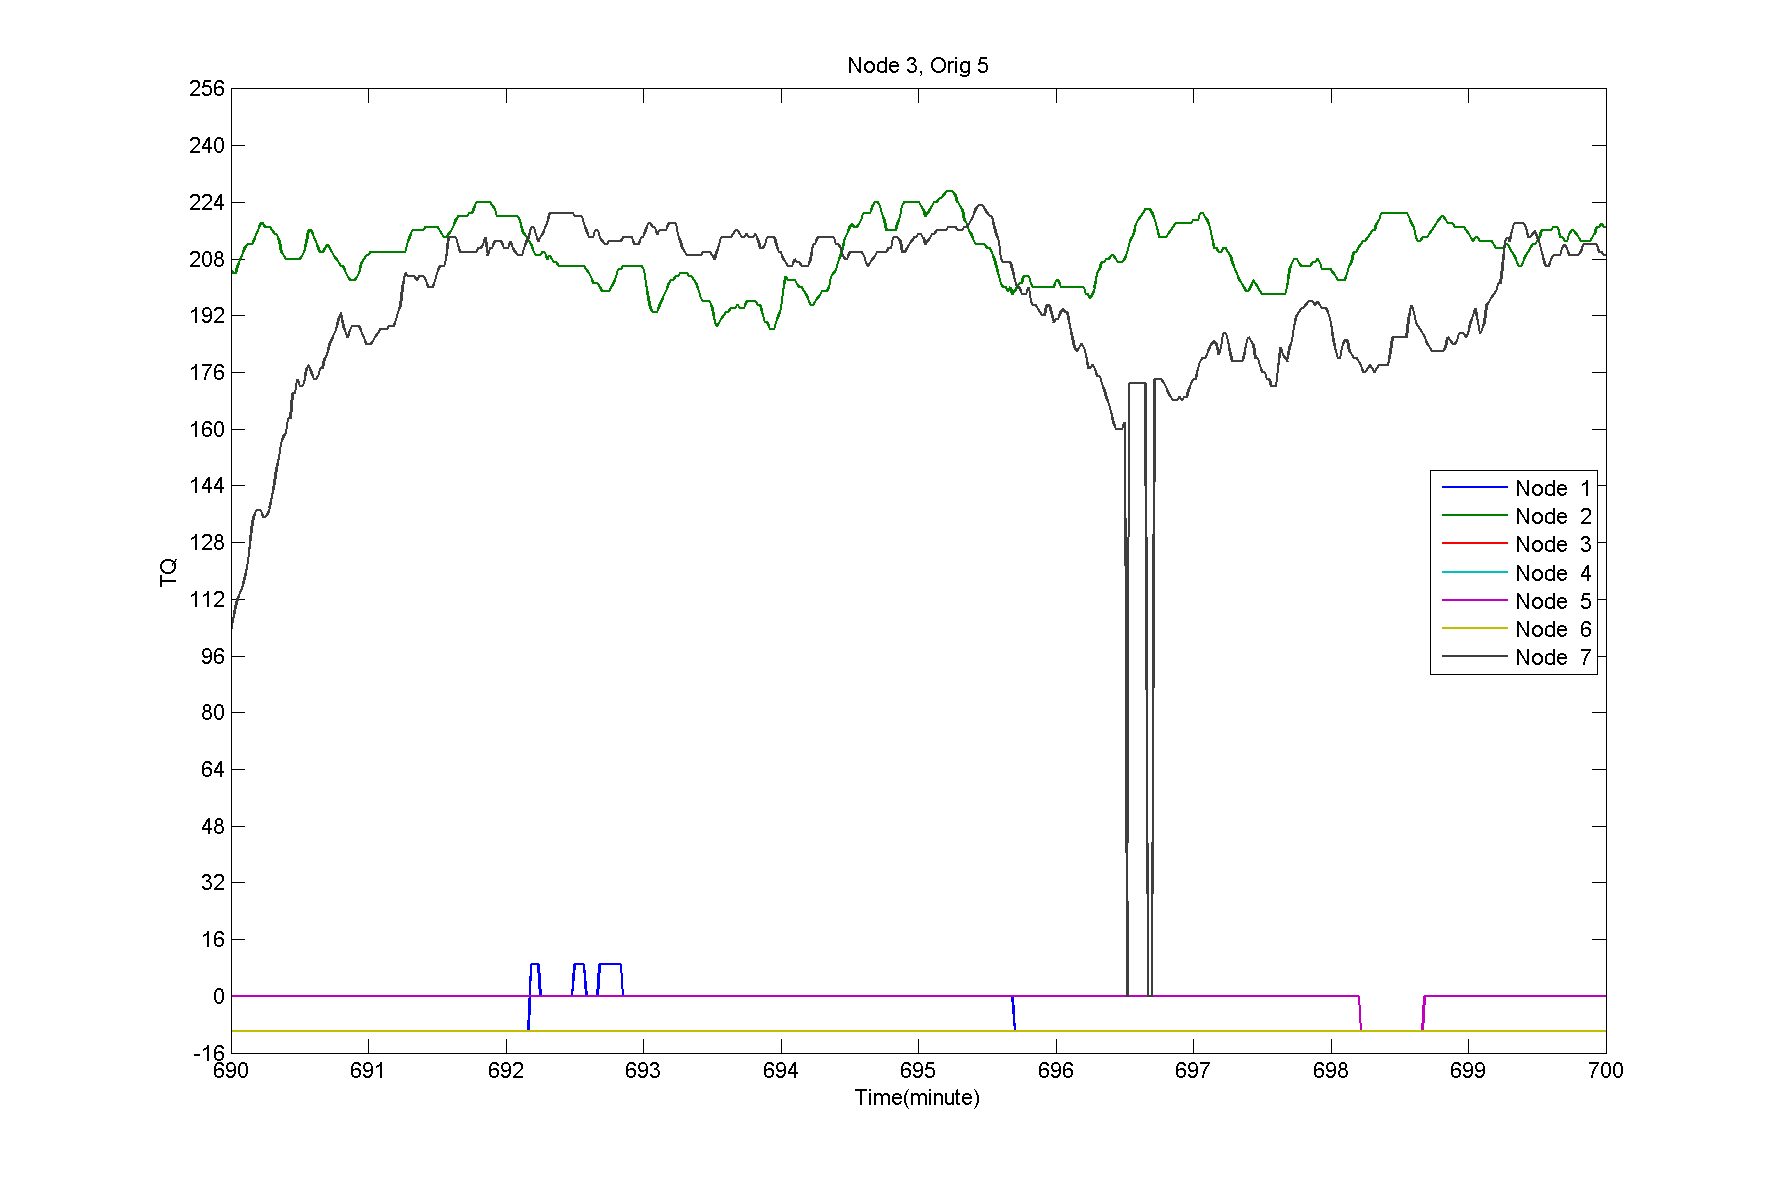 Node 3, Orig 5
256
240
224
208
192
176
160
144
128
112
96
80
64
48
32
16
0
-16
TQ
Node 1
Node 2
Node 3
Node 4
Node 5
Node 6
Node 7
690 691 692 693 694 695 696 697 698 699 700
Time(minute)